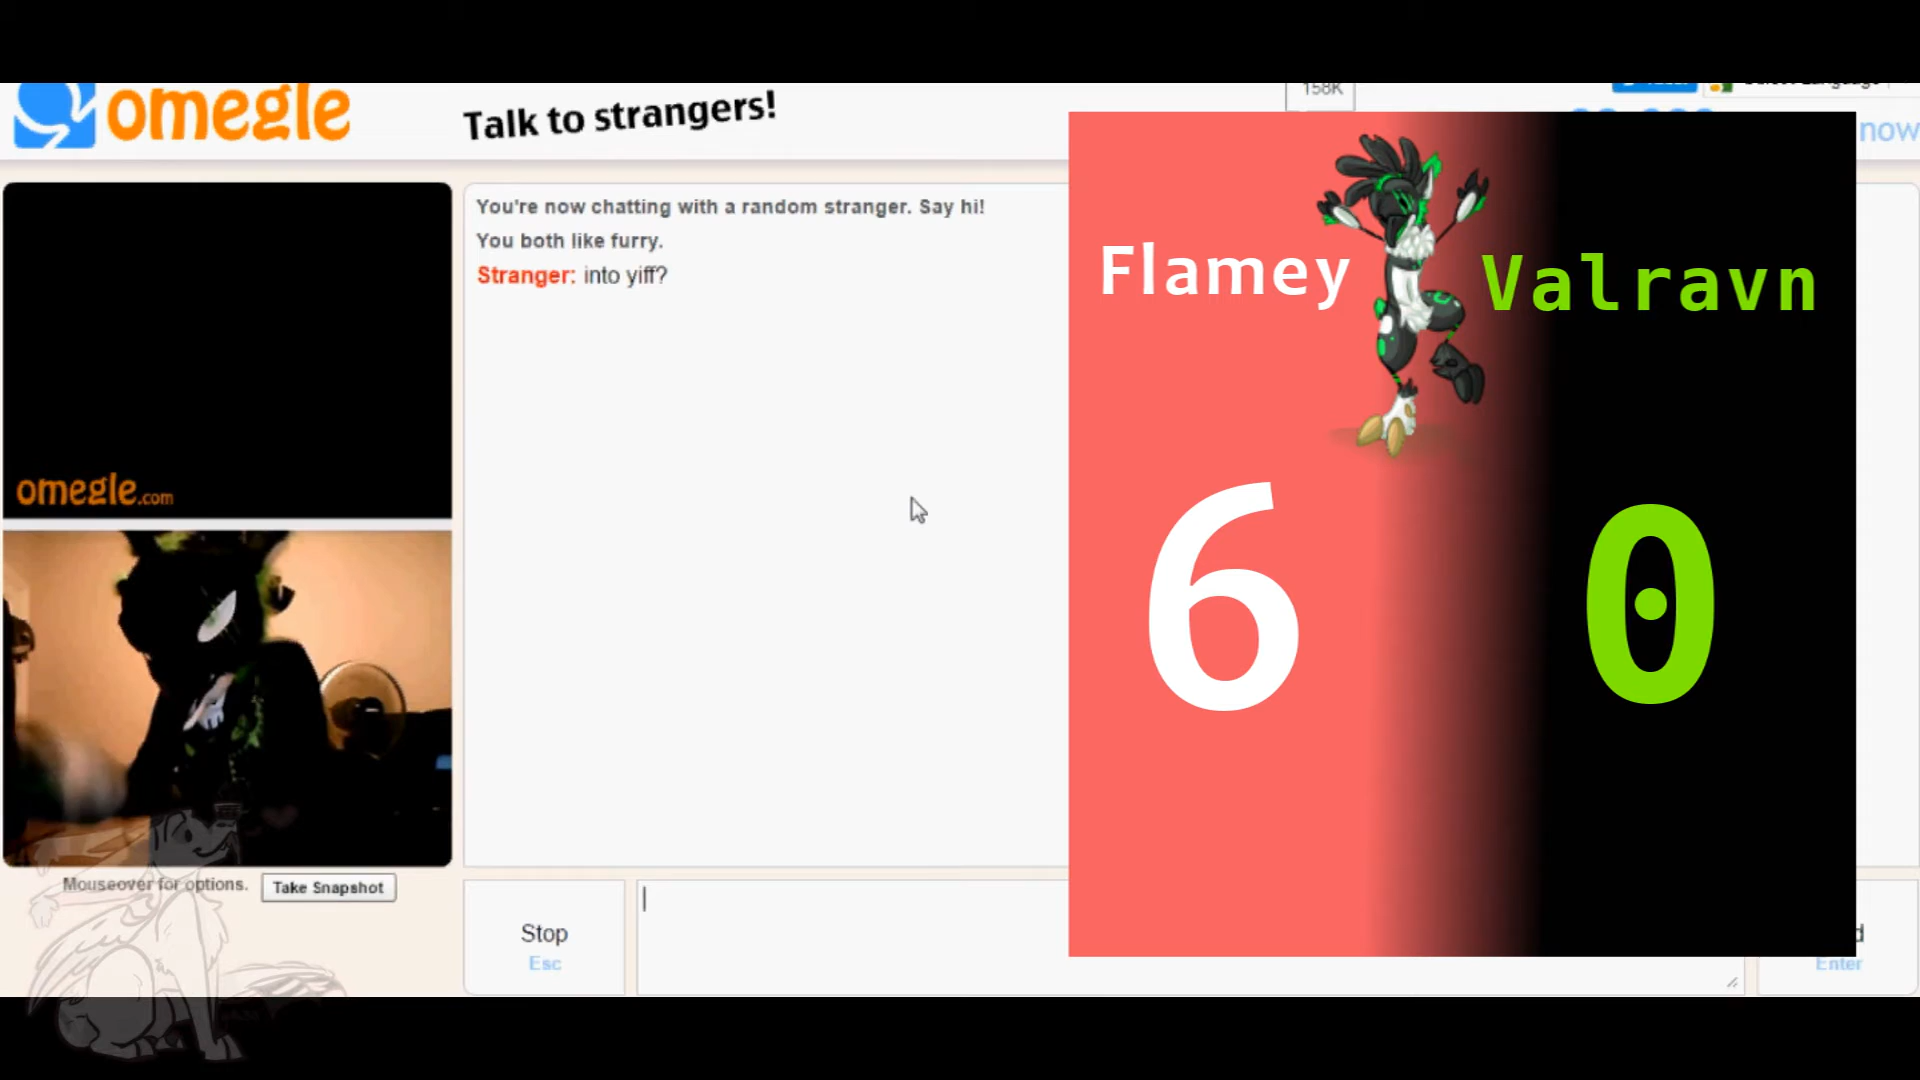 omegle
Talk to strangers!
158K
now
You're now chatting with a random stranger. Say hi!
You both like furry.
Stranger: into yiff?
Flamey
Valravn
6
0
omegle.com
Mouseover for options.
Take Snapshot
Stop
Esc
Enter